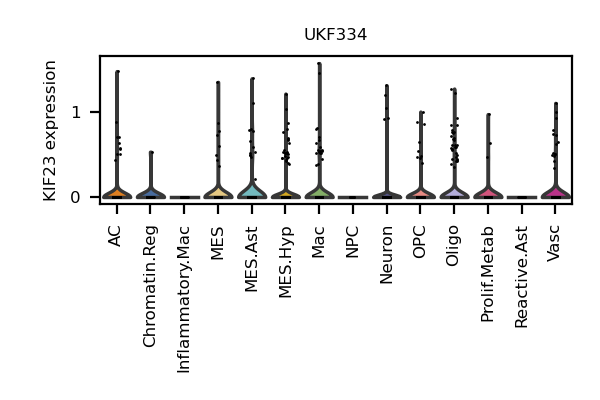 UKF334
KIF23 expression
1
0
AC
Chromatin.Reg
Inflammatory.Mac
MES
MES.Ast
MES.Hyp
Mac
NPC
Neuron
OPC
Oligo
Prolif.Metab
Reactive.Ast
Vasc